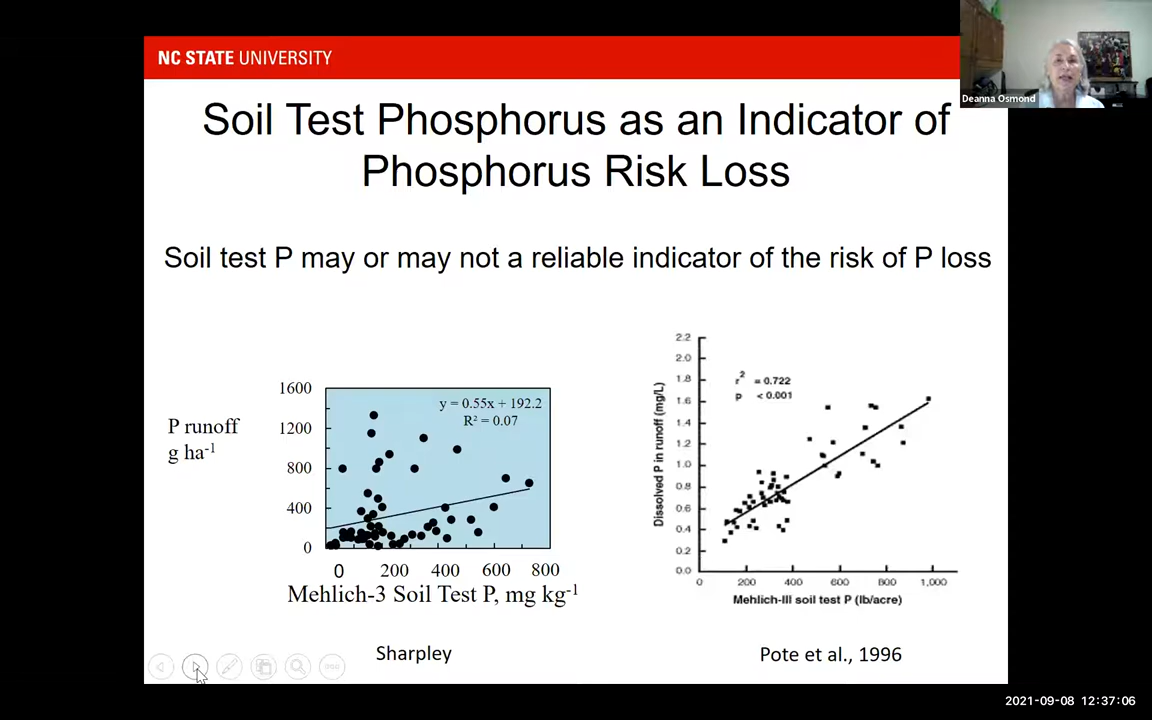 NC STATE UNIVERSITY
Deanna Osmond
Soil Test Phosphorus as an Indicator of
Phosphorus Risk Loss
Soil test P may or may not a reliable indicator of the risk of P loss
P runoff
g ha-1
1600
1200
800
400
0
y = 0.55x + 192.2
R² = 0.07
0 200 400 600 800
Mehlich-3 Soil Test P, mg kg-1
Sharpley
Dissolved P in runoff (mg/L)
2.2
2.0
1.8
1.6
1.4
1.2
1.0
0.8
0.6
0.4
0.2
0.0
r² = 0.722
P < 0.001
0 200 400 600 800 1,000
Mehlich-III soil test P (lb/acre)
Pote et al., 1996
2021-09-08 12:37:06